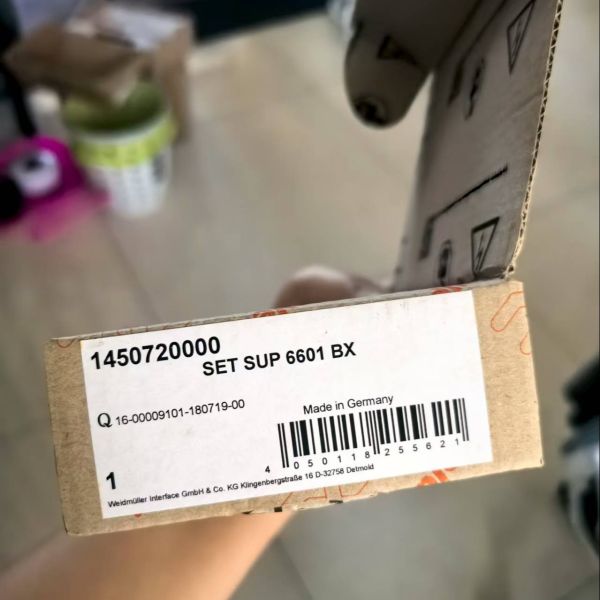 1450720000
SET SUP 6601 BX
Q 16-00009101-180719-00
Made in Germany
4 050118 255621
1
Weidmüller Interface GmbH & Co. KG Klingenbergstraße 16 D-32758 Detmold